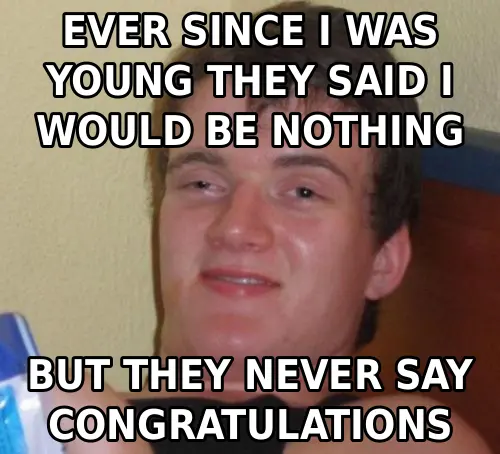 EVER SINCE I WAS
YOUNG THEY SAID I
WOULD BE NOTHING
BUT THEY NEVER SAY
CONGRATULATIONS